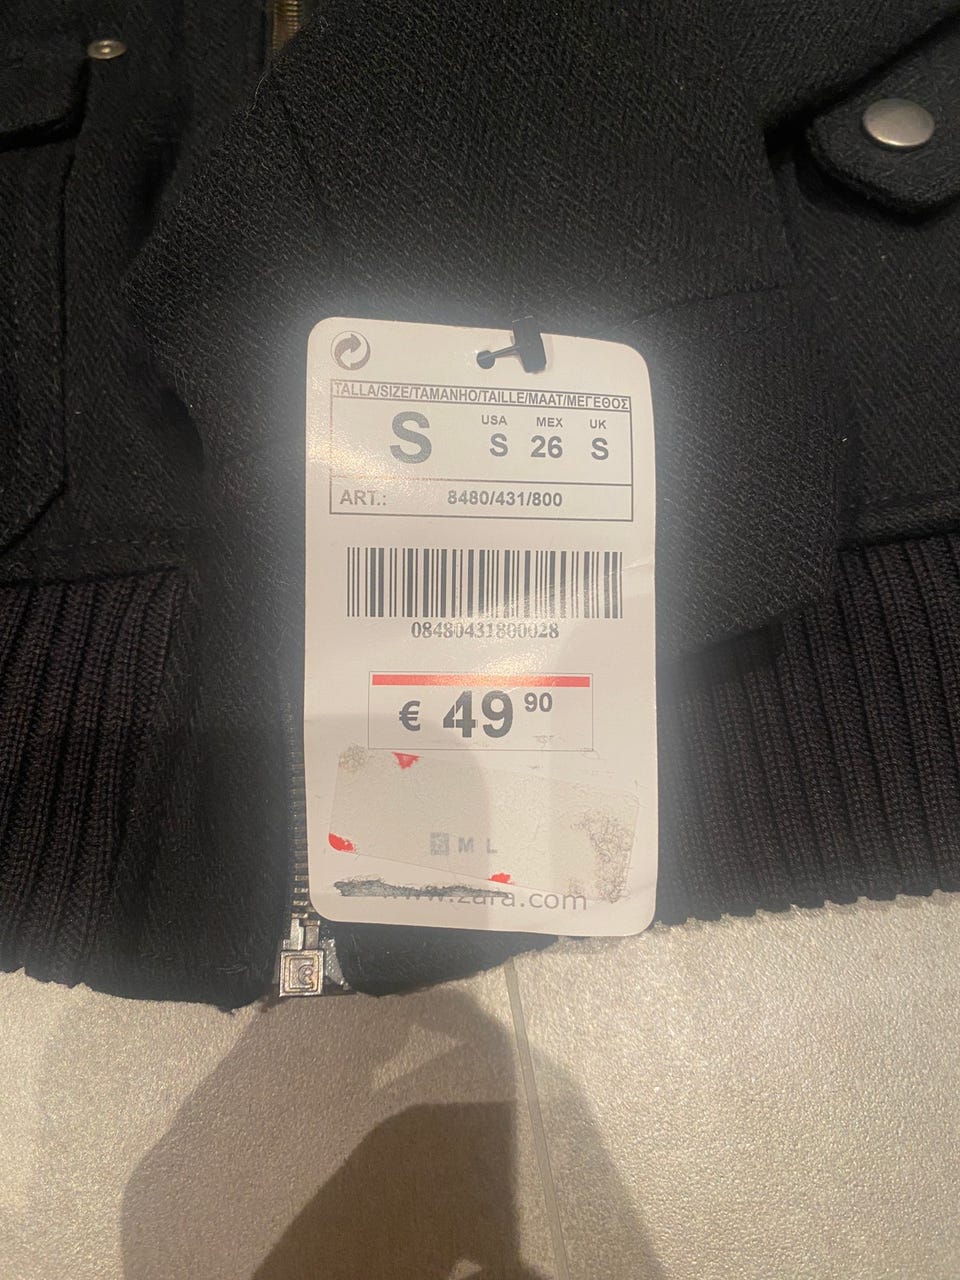 TALLA/SIZE/TAMANHO/TAILLE/MAAT/ΜΕΓΕΘΟΣ
S
USA MEX UK
S 26 S
ART.: 8480/431/800
08480431800028
€ 49 90
M L
www.zara.com